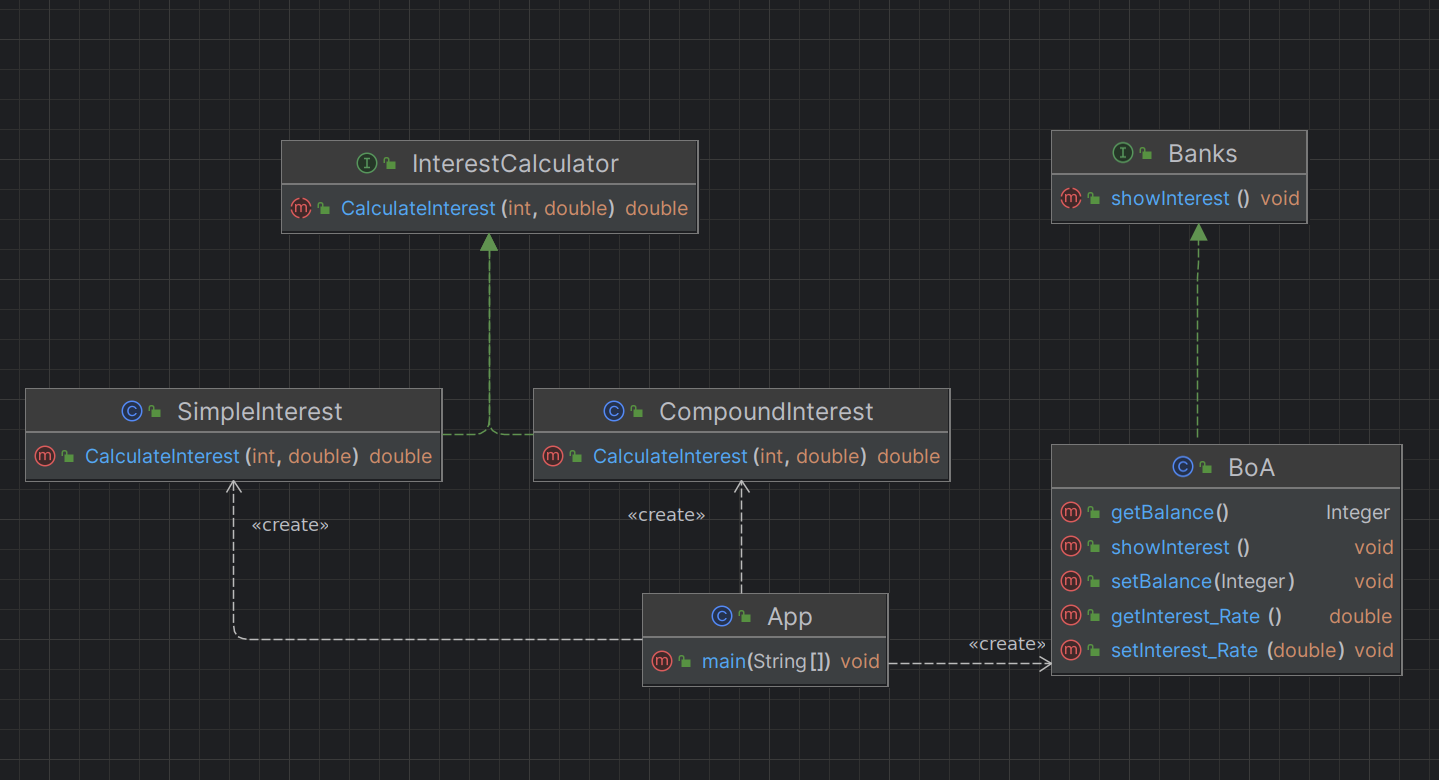 InterestCalculator
CalculateInterest (int, double) double
Banks
showInterest () void
SimpleInterest
CalculateInterest (int, double) double
CompoundInterest
CalculateInterest (int, double) double
«create»
«create»
BoA
getBalance() Integer
showInterest () void
setBalance(Integer) void
getInterest_Rate () double
setInterest_Rate (double) void
App
main(String[]) void
«create»